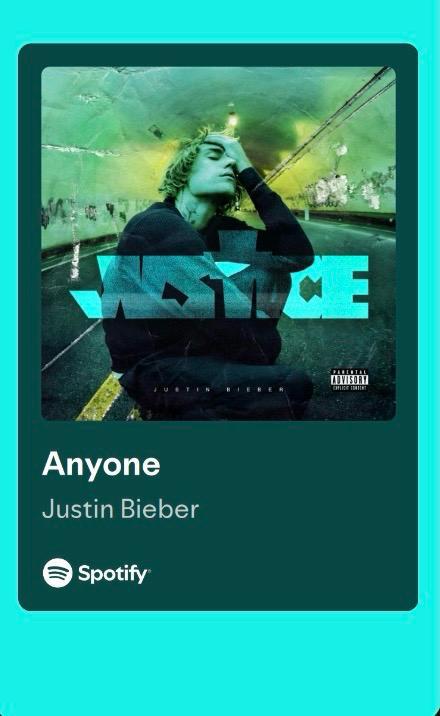 JUSTICE
JUSTIN BIEBER
PARENTAL
ADVISORY
EXPLICIT CONTENT
Anyone
Justin Bieber
Spotify